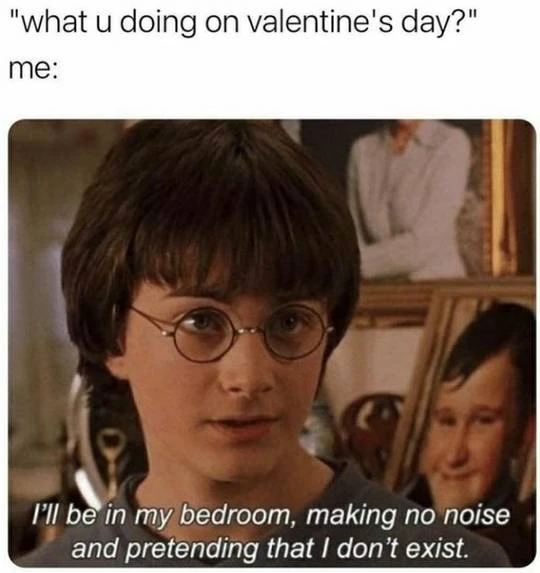 "what u doing on valentine's day?"
me:
I'll be in my bedroom, making no noise
and pretending that I don't exist.